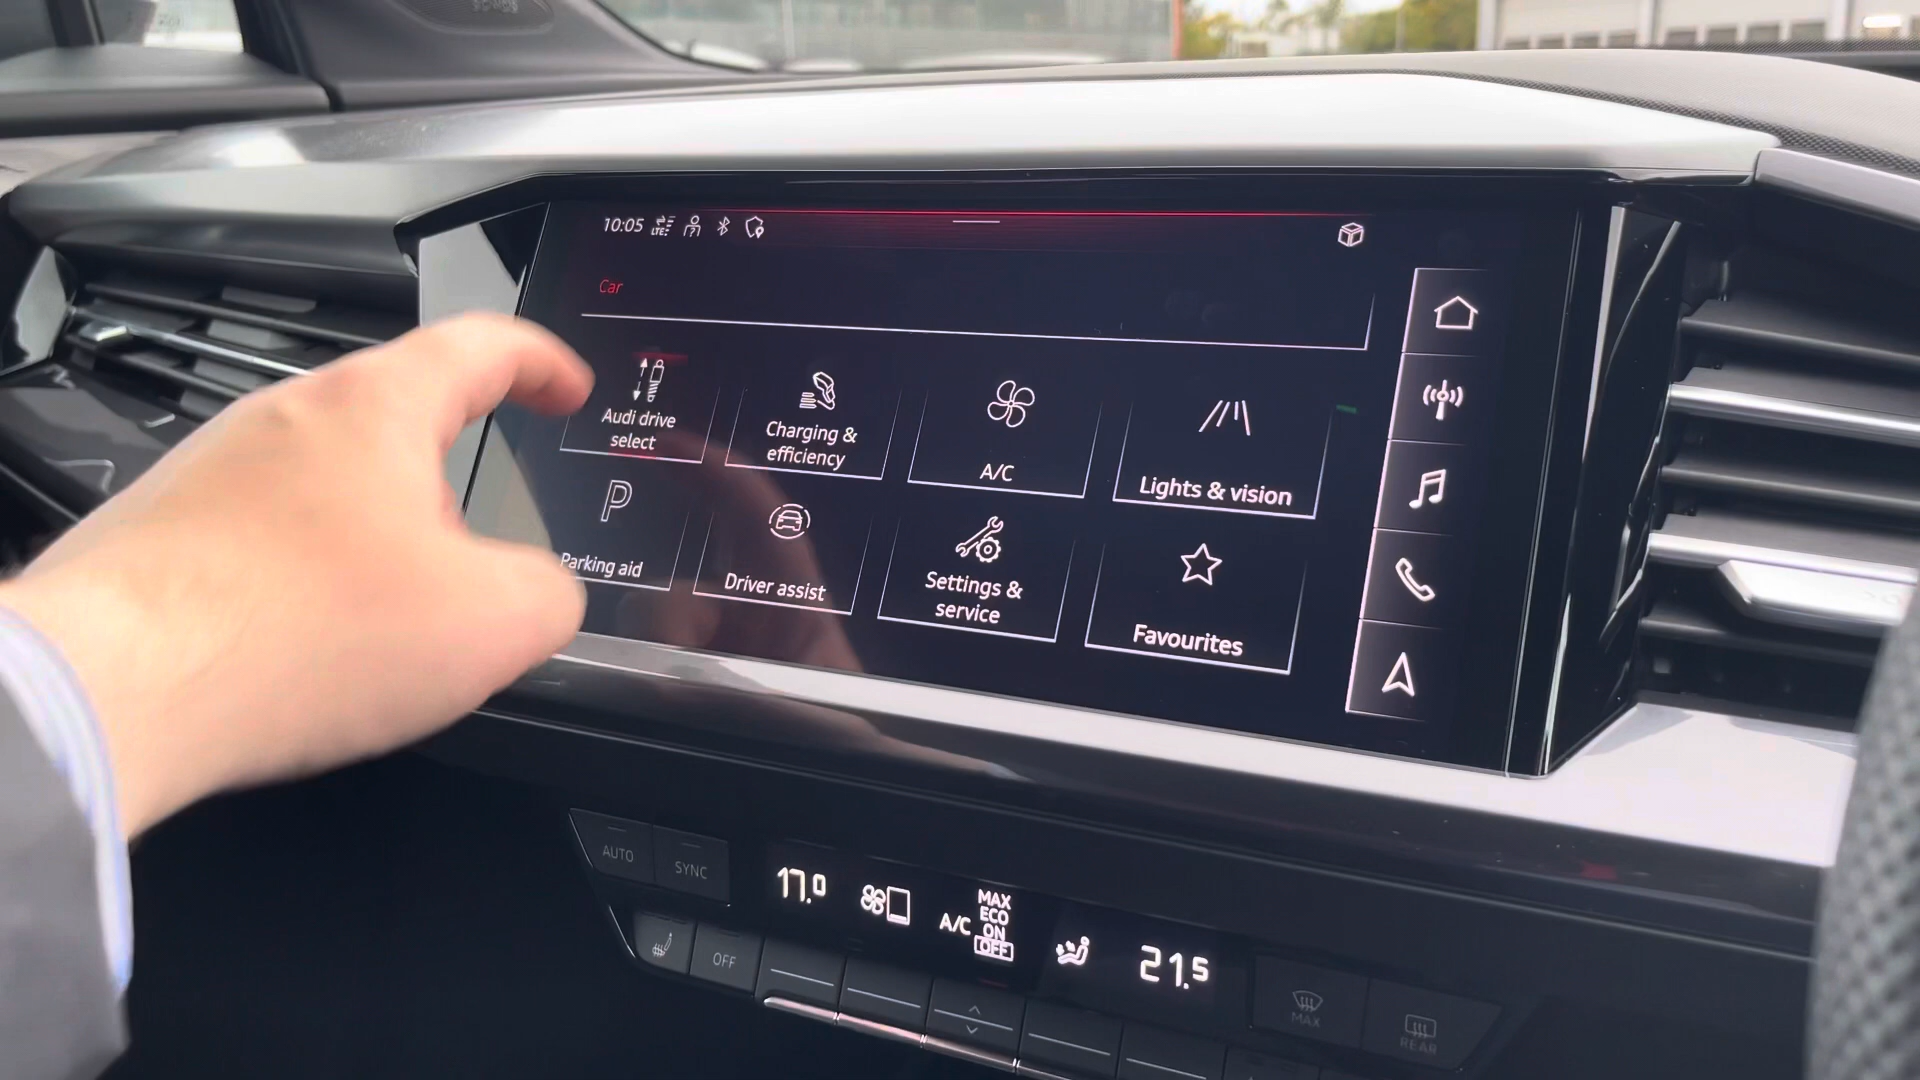 10:05 LTE
Car
Audi drive
select
Charging &
efficiency
A/C
Lights & vision
P
Parking aid
Driver assist
Settings &
service
Favourites
AUTO
SYNC
17.0
A/C
MAX
ECO
ON
OFF
21.5
OFF
MAX
REAR